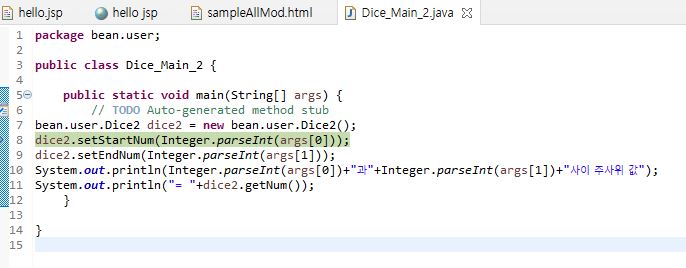 hello.jsp hello jsp sampleAllMod.html Dice_Main_2.java
1 package bean.user;
2
3 public class Dice_Main_2 {
4
5 public static void main(String[] args) {
6 // TODO Auto-generated method stub
7 bean.user.Dice2 dice2 = new bean.user.Dice2();
8 dice2.setStartNum(Integer.parseInt(args[0]));
9 dice2.setEndNum(Integer.parseInt(args[1]));
10 System.out.println(Integer.parseInt(args[0])+"과"+Integer.parseInt(args[1])+"사이 주사위 값");
11 System.out.println("= "+dice2.getNum());
12 }
13
14 }
15